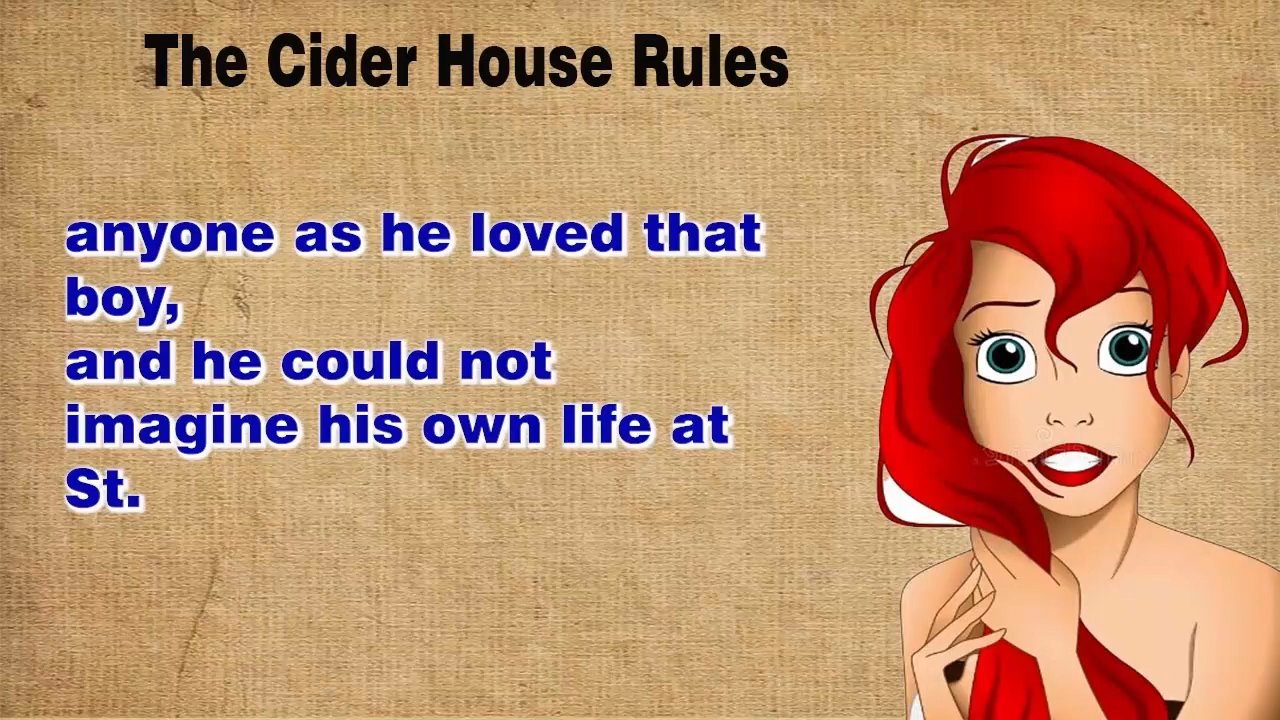 The Cider House Rules
anyone as he loved that
boy,
and he could not
imagine his own life at
St.